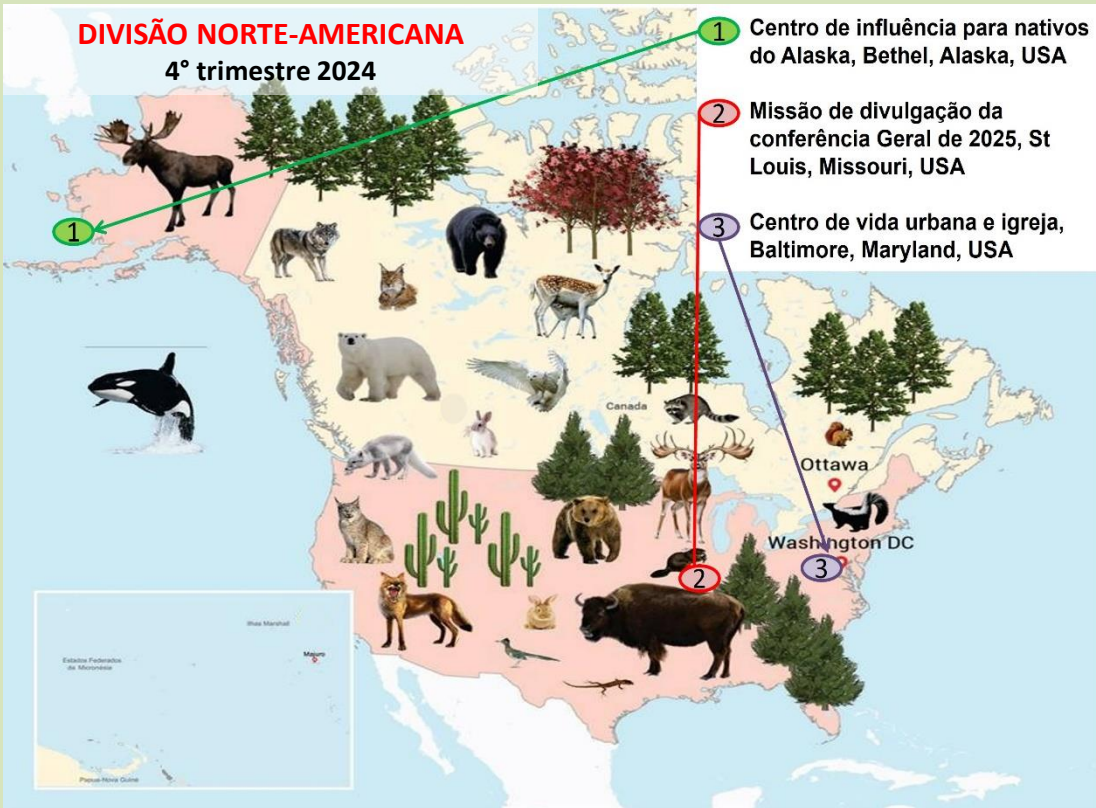 DIVISÃO NORTE-AMERICANA
4° trimestre 2024
1 Centro de influência para nativos
do Alaska, Bethel, Alaska, USA
2 Missão de divulgação da
conferência Geral de 2025, St
Louis, Missouri, USA
3 Centro de vida urbana e igreja,
Baltimore, Maryland, USA
1
Canada
Ottawa
Washington DC
3
2
Ilhas Marshall
Majuro
Estados Federados
da Micronésia
Papua-Nova Guiné